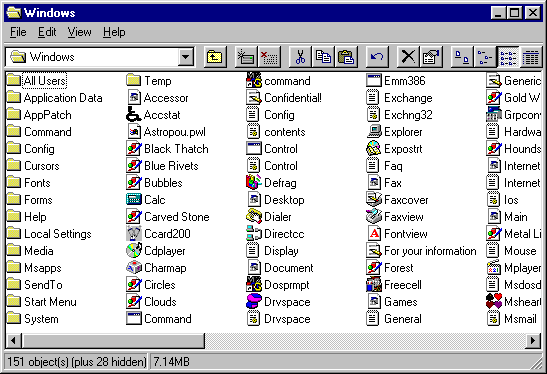 Windows
File Edit View Help
Windows
All Users
Application Data
AppPatch
Command
Config
Cursors
Fonts
Forms
Help
Local Settings
Media
Msapps
SendTo
Start Menu
System
Temp
Accessor
Accstat
Astropou.pwl
Black Thatch
Blue Rivets
Bubbles
Calc
Carved Stone
Ccard200
Cdplayer
Charmap
Circles
Clouds
Command
command
Confidential!
Config
contents
Control
Control
Defrag
Desktop
Dialer
Directcc
Display
Document
Dosprmpt
Drvspace
Drvspace
Emm386
Exchange
Exchng32
Explorer
Expostrt
Faq
Fax
Faxcover
Faxview
Fontview
For your information
Forest
Freecell
Games
General
Generic
Gold W
Grpcon
Hardwa
Hounds
Internet
Internet
Ios
Main
Metal Li
Mouse
Mplayer
Msdosd
Mshear
Msmail
151 object(s) (plus 28 hidden) 7.14MB